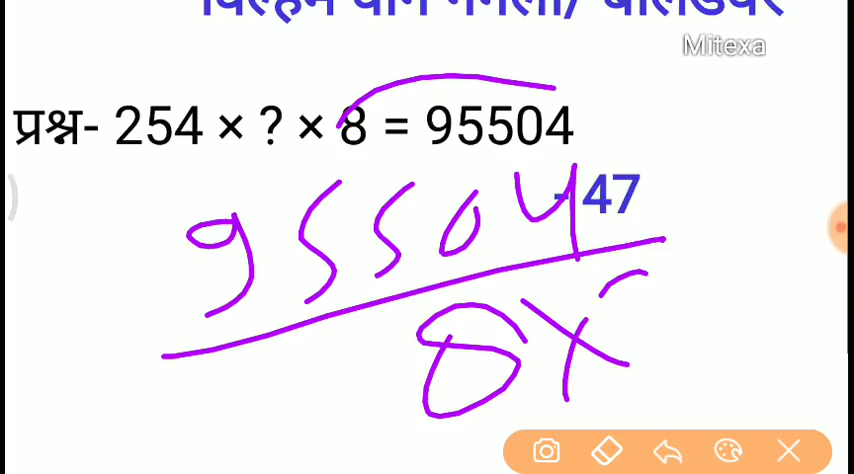 Mitexa
प्रश्न- 254 × ? × 8 = 95504
- 47
95504
8 ×